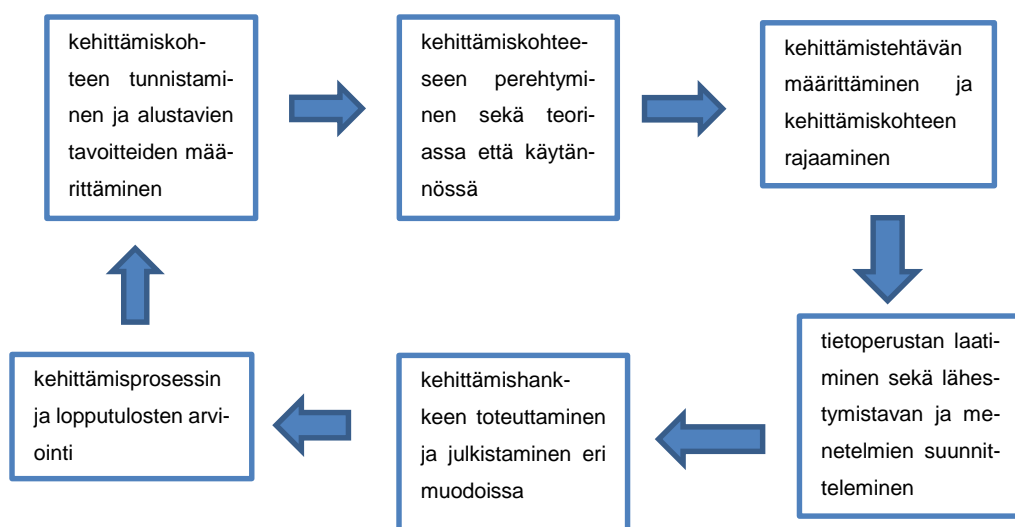 kehittämiskoh-
teen tunnistami-
nen ja alustavien
tavoitteiden mää-
rittäminen
kehittämiskohtee-
seen perehtymi-
nen sekä teori-
assa että käytän-
nössä
kehittämistehtävän
määrittäminen ja
kehittämiskohteen
rajaaminen
tietoperustan laati-
minen sekä lähes-
tymistavan ja me-
netelmien suunnit-
teleminen
kehittämishank-
keen toteuttaminen
ja julkistaminen eri
muodoissa
kehittämisprosessin
ja lopputulosten arvi-
ointi